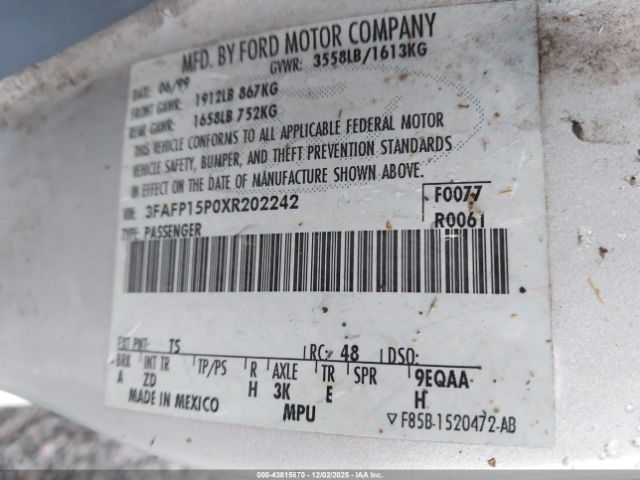 MFD. BY FORD MOTOR COMPANY
DATE: 06/99 GVWR: 3558LB/1613KG
FRONT GAWR: 1912LB 867KG
REAR GAWR: 1658LB 752KG
THIS VEHICLE CONFORMS TO ALL APPLICABLE FEDERAL MOTOR
VEHICLE SAFETY, BUMPER, AND THEFT PREVENTION STANDARDS
IN EFFECT ON THE DATE OF MANUFACTURE SHOWN ABOVE.
VIN: 3FAFP15P0XR202242 F0077
TYPE: PASSENGER R0061
EXT PNT: TS RC: 48 DSO:
BRK INT TR TP/PS R AXLE TR SPR 9EQAA
A ZD H 3K E H
MADE IN MEXICO MPU ▽F85B-1520472-AB
000-43815870 - 12/02/2025 - IAAI.COM